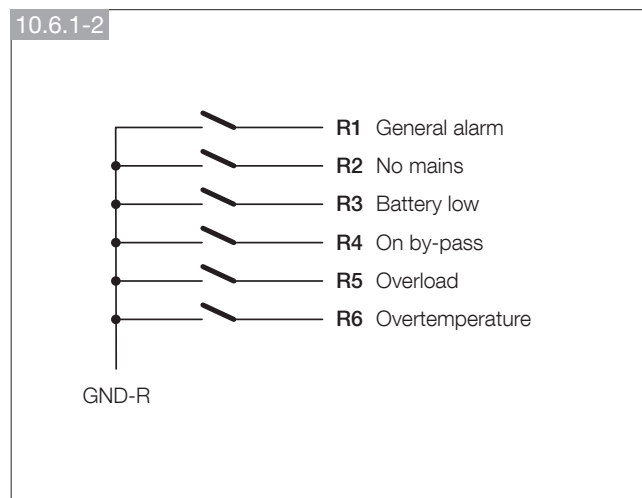 10.6.1-2
R1 General alarm
R2 No mains
R3 Battery low
R4 On by-pass
R5 Overload
R6 Overtemperature
GND-R